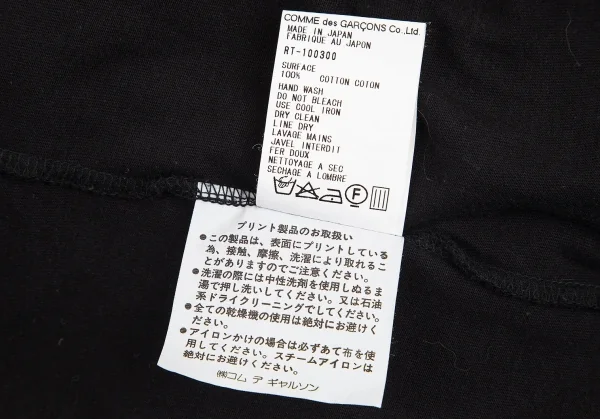 COMME des GARÇONS Co.,Ltd.
MADE IN JAPAN
FABRIQUE AU JAPON
RT-100300
SURFACE
100% COTTON COTON
HAND WASH
DO NOT BLEACH
USE COOL IRON
DRY CLEAN
LINE DRY
LAVAGE MAINS
JAVEL INTERDIT
FER DOUX
NETTOYAGE A SEC
SECHAGE A LOMBRE
F
プリント製品のお取扱い
●この製品は、表面にプリントしている
為、接触、摩擦、洗濯により取れるこ
とがありますのでご注意ください。
●洗濯の際には中性洗剤を使用しぬるま
湯で押し洗いしてください。又は石油
系ドライクリーニングでしてください。
●全ての乾燥機の使用は絶対にお避けく
ださい。
●アイロンかけの場合は必ずあて布を使
用してください。スチームアイロンは
絶対にお避けください。
㈱コム デ ギャルソン